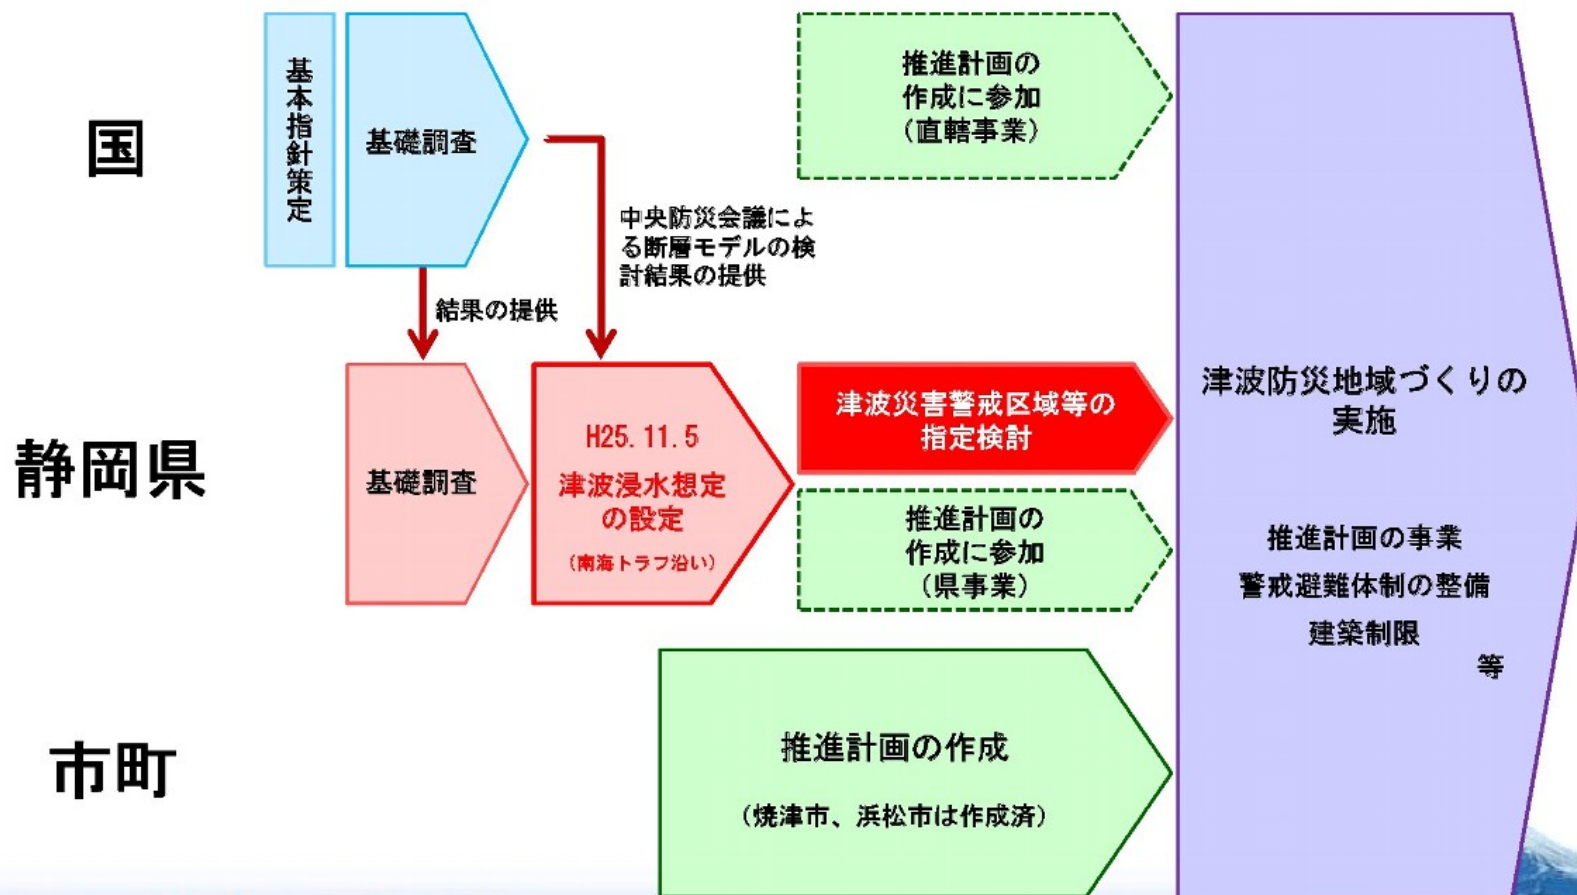 国
基本指針策定
基礎調査
推進計画の
作成に参加
（直轄事業）
中央防災会議によ
る断層モデルの検
討結果の提供
結果の提供
静岡県
基礎調査
H25.11.5
津波浸水想定
の設定
（南海トラフ沿い）
津波災害警戒区域等の
指定検討
推進計画の
作成に参加
（県事業）
市町
推進計画の作成
（焼津市、浜松市は作成済）
津波防災地域づくりの
実施
推進計画の事業
警戒避難体制の整備
建築制限
等